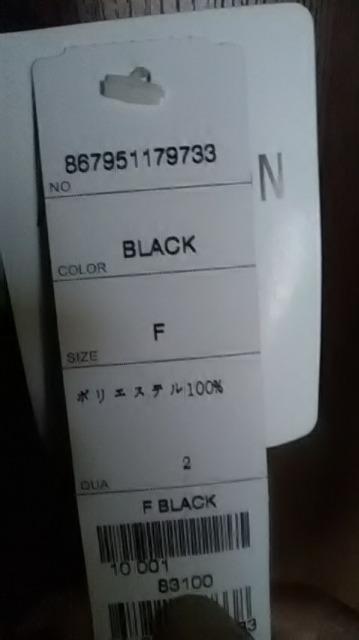 867951179733
NO
N
BLACK
COLOR
F
SIZE
ポリエステル100%
2
QUA
F BLACK
10 001
83100
33